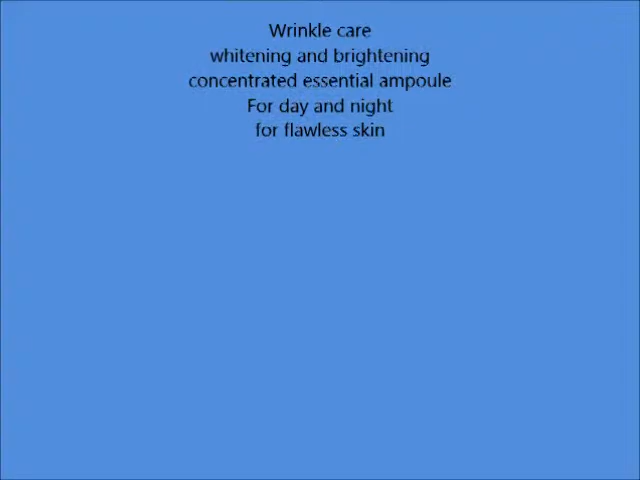 Wrinkle care
whitening and brightening
concentrated essential ampoule
For day and night
for flawless skin